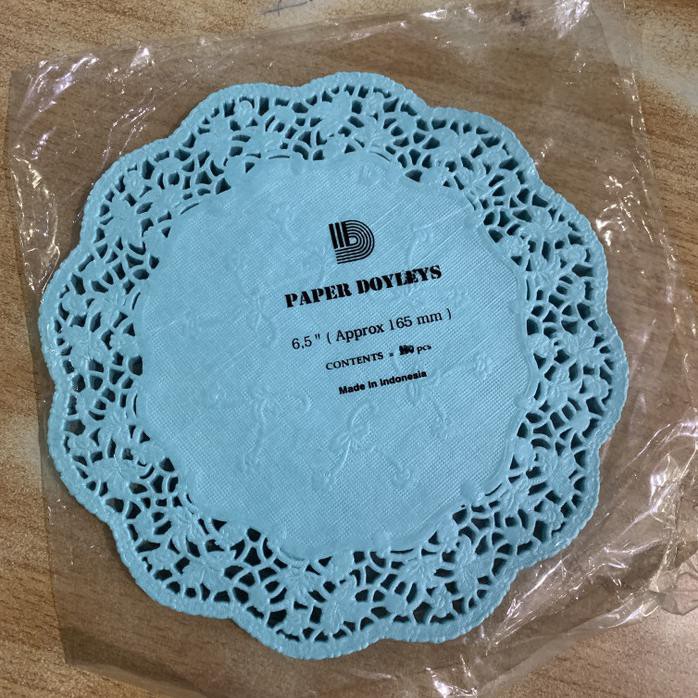 PAPER DOYLEYS
6,5" ( Approx 165 mm )
CONTENTS = pcs
Made in Indonesia